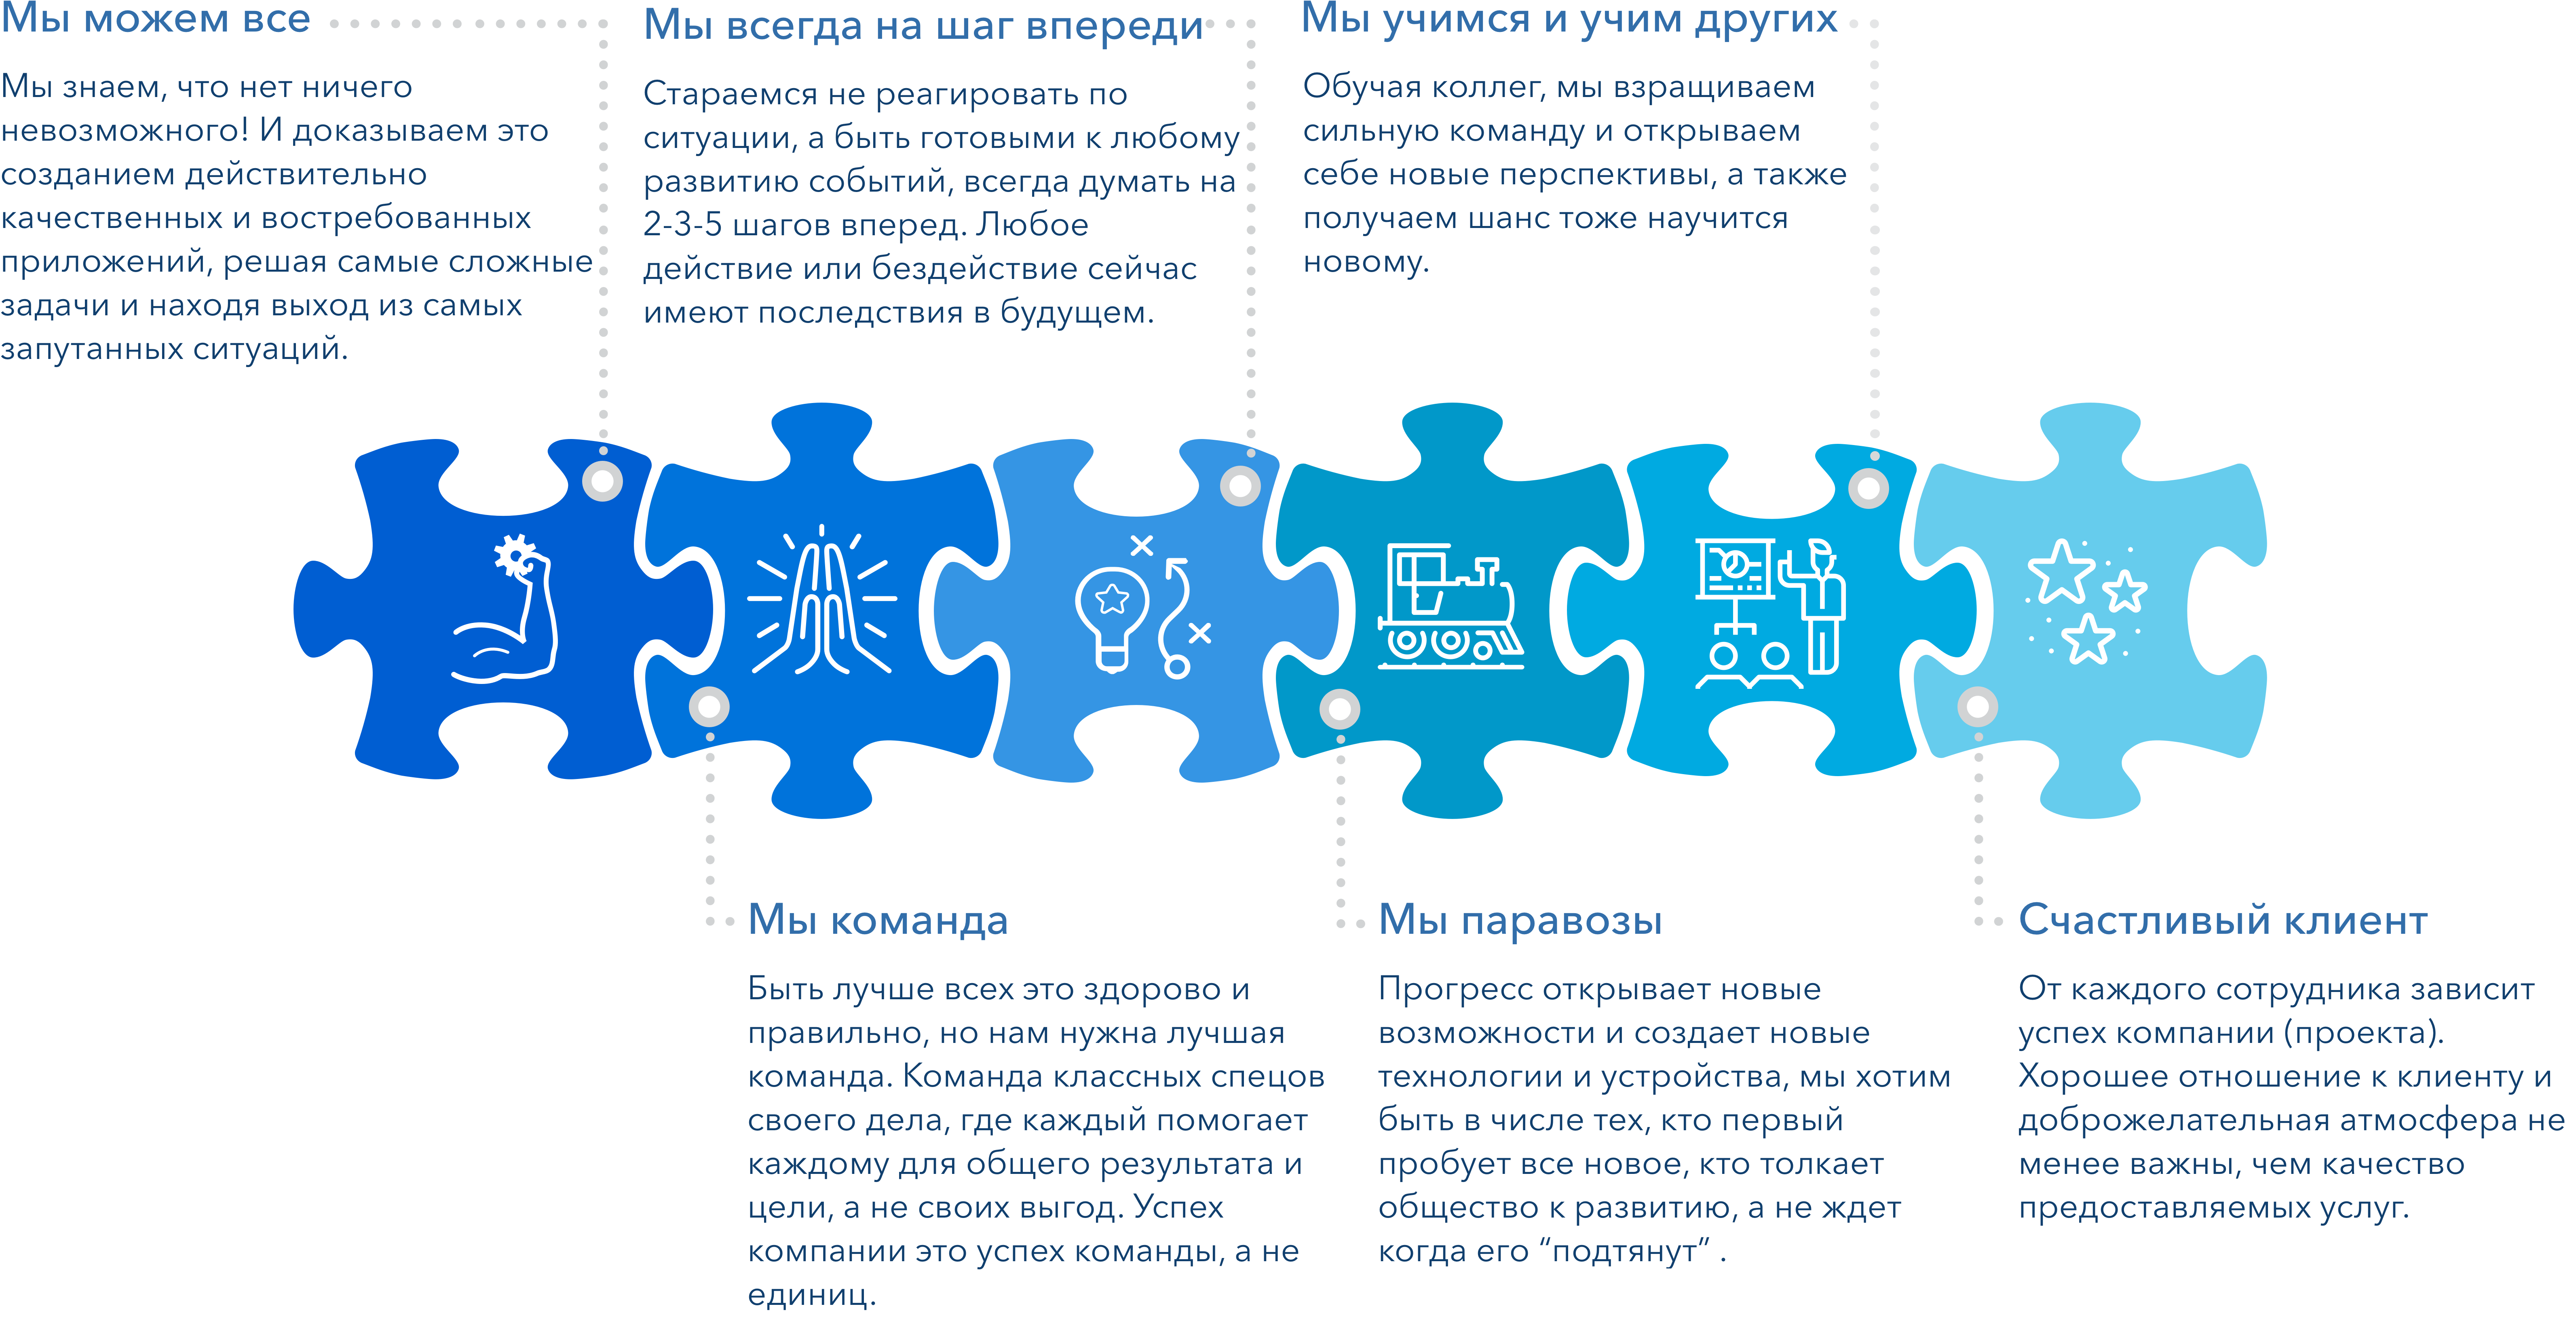 Мы можем все
Мы знаем, что нет ничего
невозможного! И доказываем это
созданием действительно
качественных и востребованных
приложений, решая самые сложные
задачи и находя выход из самых
запутанных ситуаций.
Мы всегда на шаг впереди
Стараемся не реагировать по
ситуации, а быть готовыми к любому
развитию событий, всегда думать на
2-3-5 шагов вперед. Любое
действие или бездействие сейчас
имеют последствия в будущем.
Мы учимся и учим других
Обучая коллег, мы взращиваем
сильную команду и открываем
себе новые перспективы, а также
получаем шанс тоже научится
новому.
Мы команда
Быть лучше всех это здорово и
правильно, но нам нужна лучшая
команда. Команда классных спецов
своего дела, где каждый помогает
каждому для общего результата и
цели, а не своих выгод. Успех
компании это успех команды, а не
единиц.
Мы паравозы
Прогресс открывает новые
возможности и создает новые
технологии и устройства, мы хотим
быть в числе тех, кто первый
пробует все новое, кто толкает
общество к развитию, а не ждет
когда его “подтянут” .
Счастливый клиент
От каждого сотрудника зависит
успех компании (проекта).
Хорошее отношение к клиенту и
доброжелательная атмосфера не
менее важны, чем качество
предоставляемых услуг.